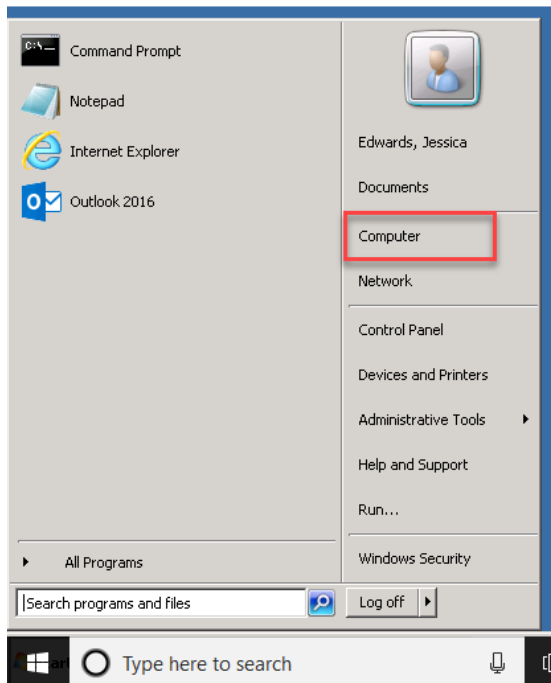 Command Prompt
Notepad
Internet Explorer
Outlook 2016
All Programs
Search programs and files
Edwards, Jessica
Documents
Computer
Network
Control Panel
Devices and Printers
Administrative Tools
Help and Support
Run...
Windows Security
Log off
Type here to search